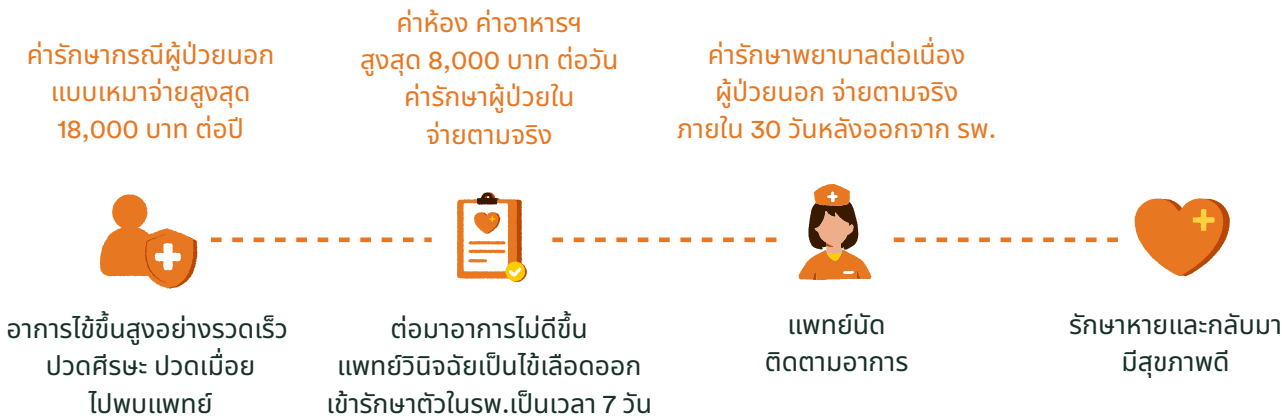 ค่ารักษากรณีผู้ป่วยนอก
แบบเหมาจ่ายสูงสุด
18,000 บาท ต่อปี
ค่าห้อง ค่าอาหารฯ
สูงสุด 8,000 บาท ต่อวัน
ค่ารักษาผู้ป่วยใน
จ่ายตามจริง
ค่ารักษาพยาบาลต่อเนื่อง
ผู้ป่วยนอก จ่ายตามจริง
ภายใน 30 วันหลังออกจาก รพ.
อาการไข้ขึ้นสูงอย่างรวดเร็ว
ปวดศีรษะ ปวดเมื่อย
ไปพบแพทย์
ต่อมาอาการไม่ดีขึ้น
แพทย์วินิจฉัยเป็นไข้เลือดออก
เข้ารักษาตัวในรพ.เป็นเวลา 7 วัน
แพทย์นัด
ติดตามอาการ
รักษาหายและกลับมา
มีสุขภาพดี